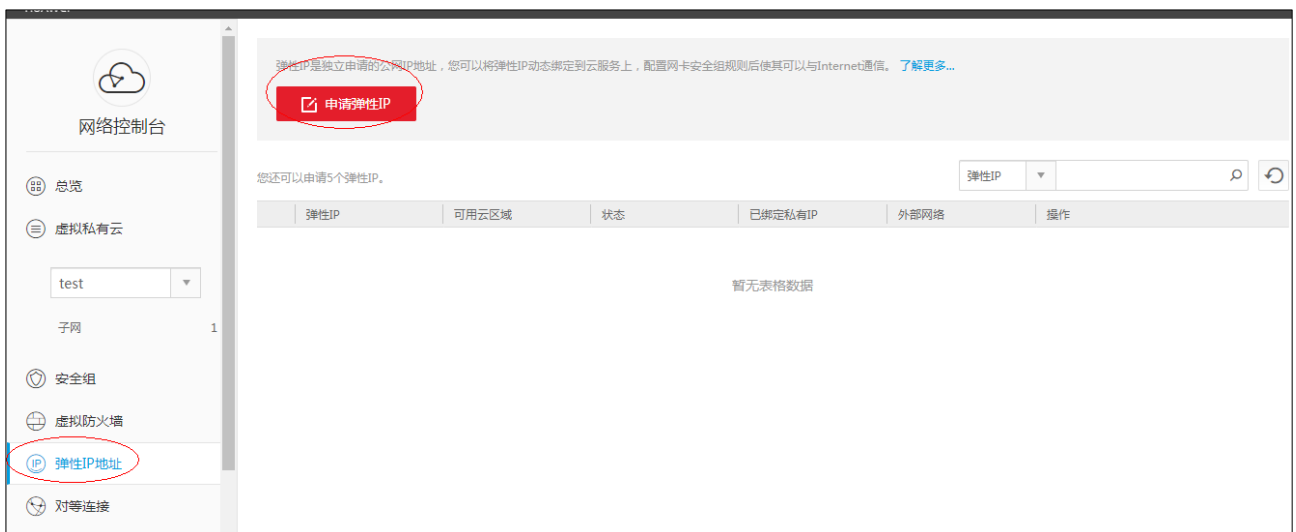 网络控制台
总览
虚拟私有云
test
子网 1
安全组
虚拟防火墙
IP 弹性IP地址
对等连接
弹性IP是独立申请的公网IP地址，您可以将弹性IP动态绑定到云服务上，配置网卡安全组规则后使其可以与Internet通信。 了解更多...
申请弹性IP
您还可以申请5个弹性IP。
弹性IP
弹性IP 可用云区域 状态 已绑定私有IP 外部网络 操作
暂无表格数据